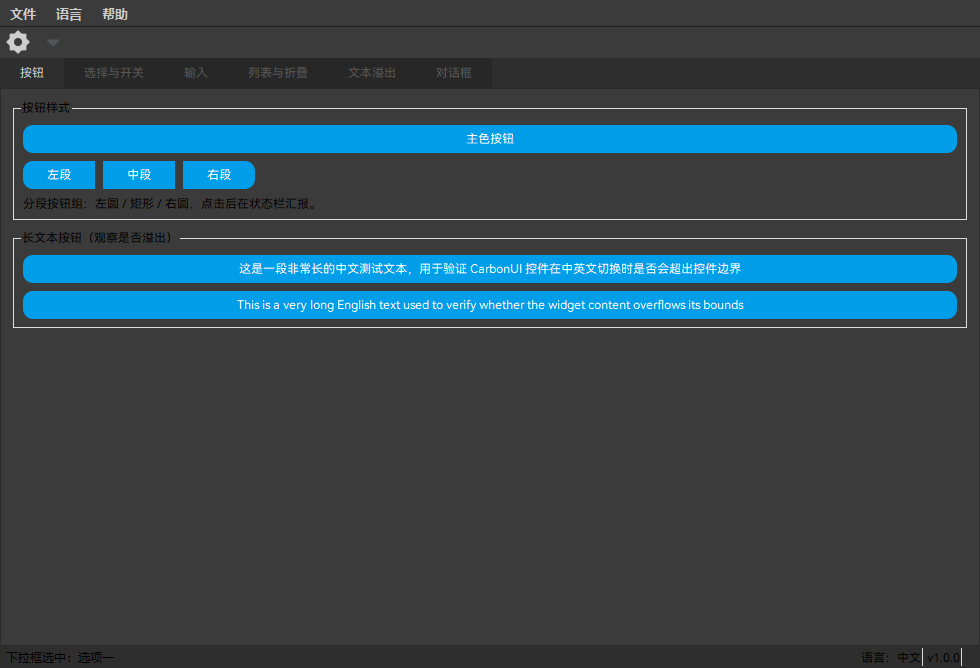 文件 语言 帮助
按钮 选择与开关 输入 列表与折叠 文本溢出 对话框
按钮样式
主色按钮
左段 中段 右段
分段按钮组：左圆 / 矩形 / 右圆，点击后在状态栏汇报。
长文本按钮（观察是否溢出）
这是一段非常长的中文测试文本，用于验证 CarbonUI 控件在中英文切换时是否会超出控件边界
This is a very long English text used to verify whether the widget content overflows its bounds
下拉框选中：选项一 语言：中文 v1.0.0